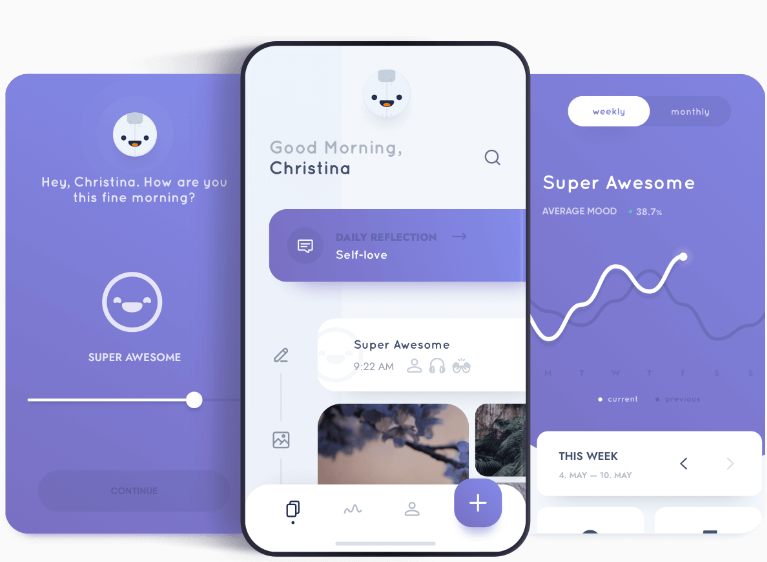 Hey, Christina. How are you
this fine morning?
SUPER AWESOME
CONTINUE
Good Morning,
Christina
DAILY REFLECTION
Self-love
Super Awesome
9:22 AM
weekly
monthly
Super Awesome
AVERAGE MOOD
38.7%
M T W T F S S
current
previous
THIS WEEK
4. MAY — 10. MAY